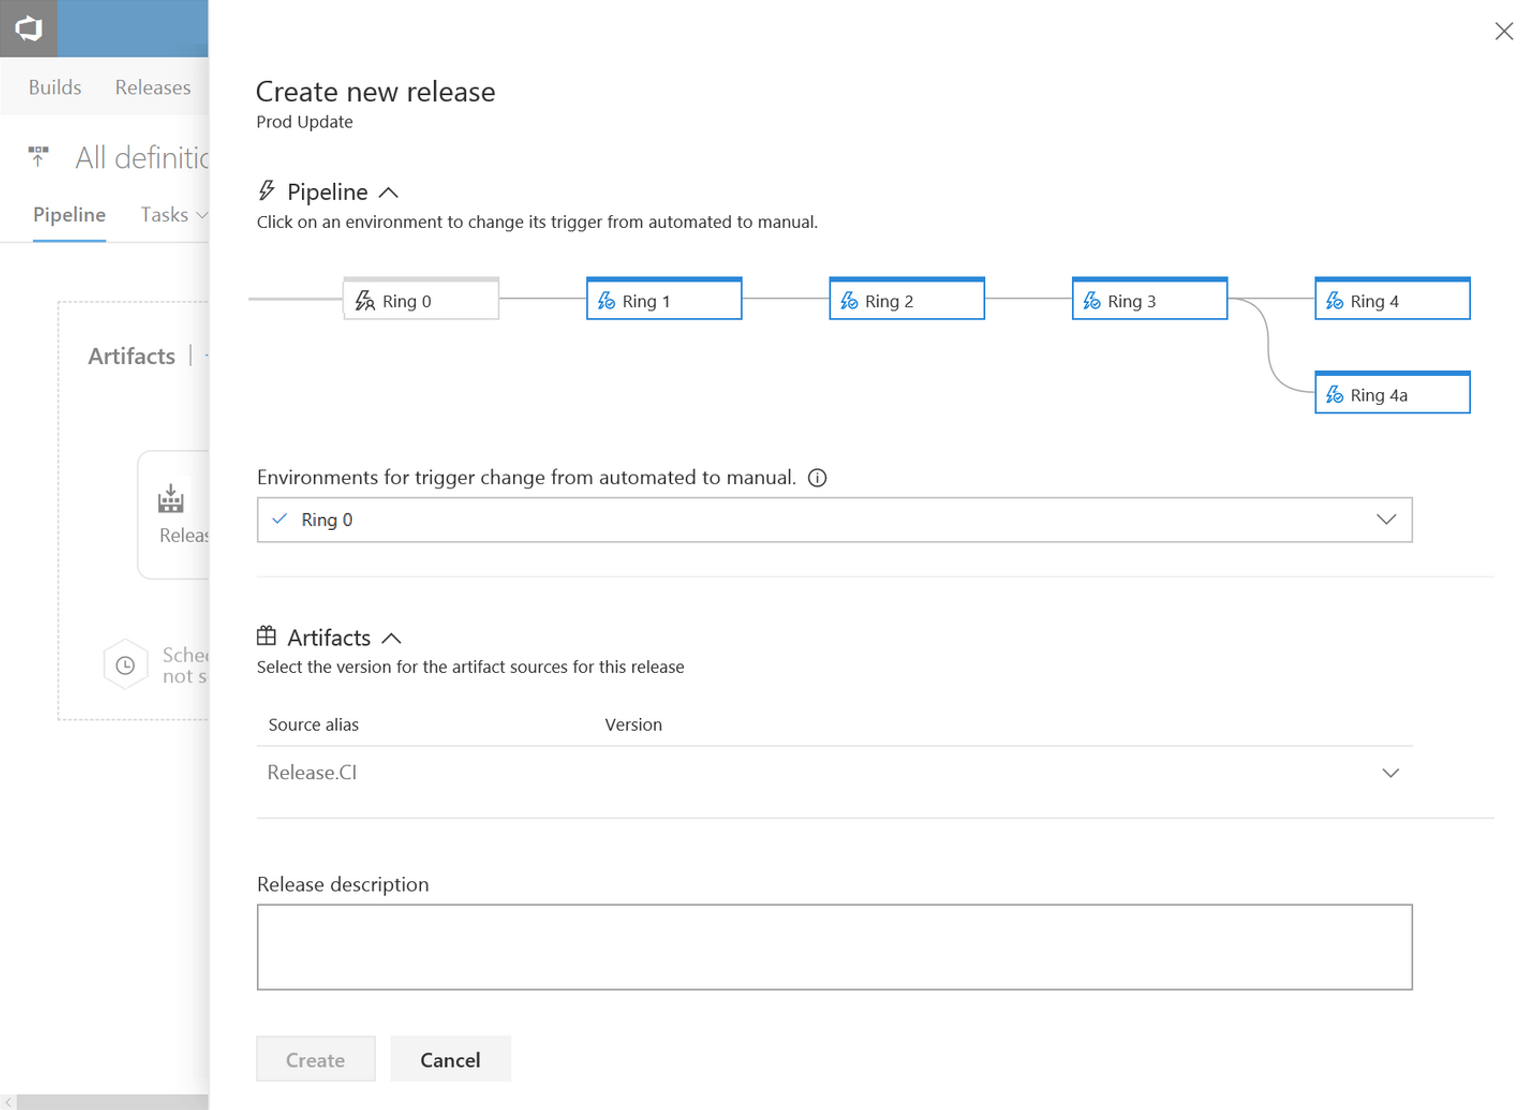 Builds Releases
All definitio
Pipeline Tasks
Artifacts
Releas
Sche
not s
Create new release
Prod Update
Pipeline
Click on an environment to change its trigger from automated to manual.
Ring 0 Ring 1 Ring 2 Ring 3 Ring 4
Ring 4a
Environments for trigger change from automated to manual.
Ring 0
Artifacts
Select the version for the artifact sources for this release
Source alias Version
Release.CI
Release description
Create Cancel